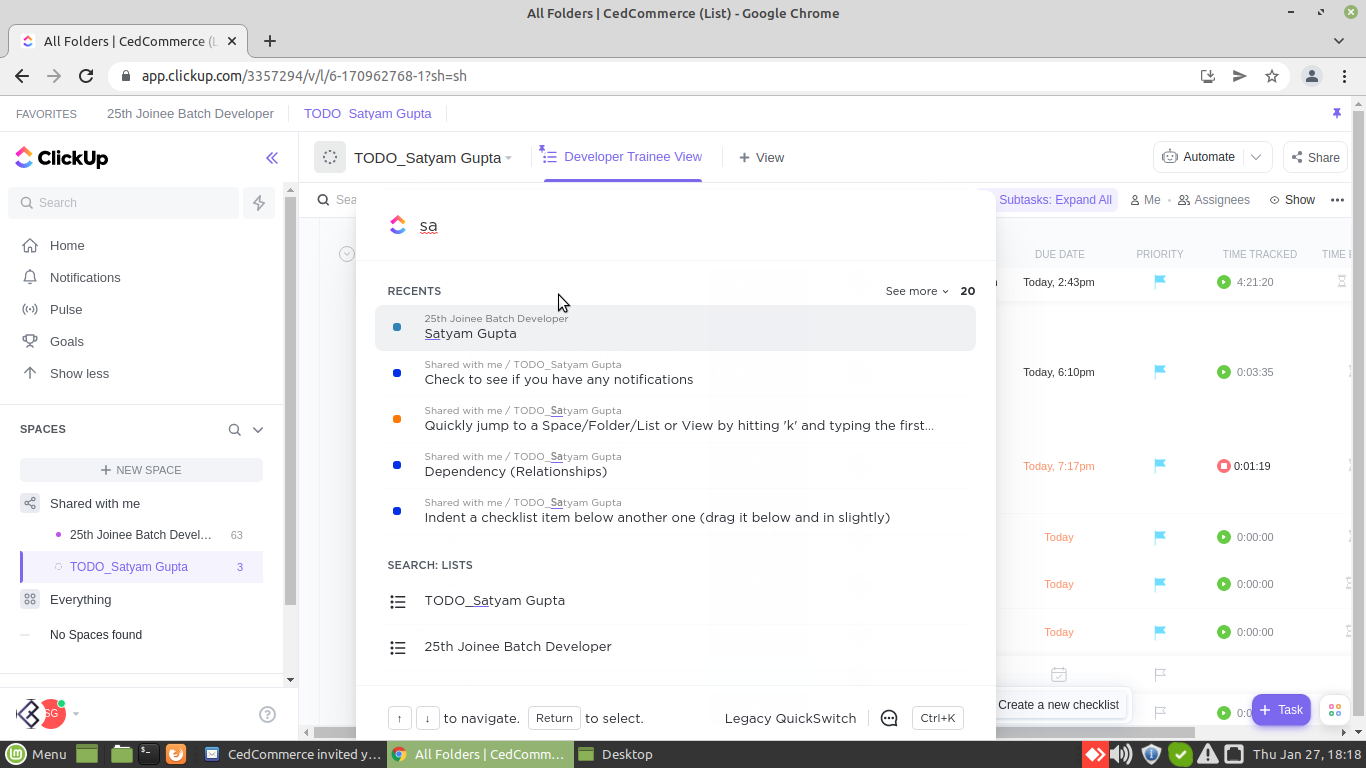 All Folders | CedCommerce (List) - Google Chrome
All Folders | CedCommerce (L
app.clickup.com/3357294/v/l/6-170962768-1?sh=sh
FAVORITES 25th Joinee Batch Developer TODO_Satyam Gupta
ClickUp
TODO_Satyam Gupta
Developer Trainee View
+ View
Automate
Share
Search
Sea
Subtasks: Expand All
Me
Assignees
Show
Home
Notifications
Pulse
Goals
Show less
SPACES
+ NEW SPACE
Shared with me
25th Joinee Batch Devel... 63
TODO_Satyam Gupta 3
Everything
No Spaces found
SG
sa
RECENTS
See more 20
25th Joinee Batch Developer
Satyam Gupta
Shared with me / TODO_Satyam Gupta
Check to see if you have any notifications
Shared with me / TODO_Satyam Gupta
Quickly jump to a Space/Folder/List or View by hitting 'k' and typing the first...
Shared with me / TODO_Satyam Gupta
Dependency (Relationships)
Shared with me / TODO_Satyam Gupta
Indent a checklist item below another one (drag it below and in slightly)
SEARCH: LISTS
TODO_Satyam Gupta
25th Joinee Batch Developer
↑ ↓ to navigate. Return to select.
Legacy QuickSwitch
Ctrl+K
DUE DATE PRIORITY TIME TRACKED TIME E
Today, 2:43pm 4:21:20
Today, 6:10pm 0:03:35
Today, 7:17pm 0:01:19
Today 0:00:00
Today 0:00:00
Today 0:00:00
Create a new checklist
0:0
+ Task
Menu
CedCommerce invited y...
All Folders | CedComm...
Desktop
Thu Jan 27, 18:18